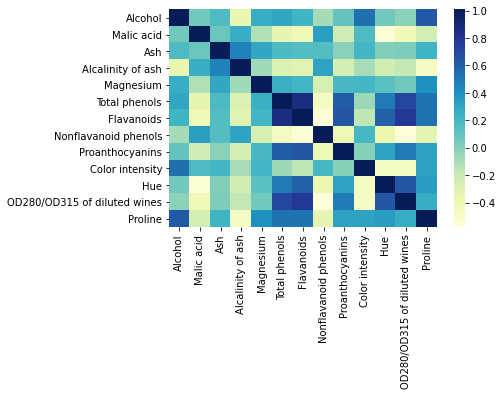 Alcohol
Malic acid
Ash
Alcalinity of ash
Magnesium
Total phenols
Flavanoids
Nonflavanoid phenols
Proanthocyanins
Color intensity
Hue
OD280/OD315 of diluted wines
Proline
Alcohol
Malic acid
Ash
Alcalinity of ash
Magnesium
Total phenols
Flavanoids
Nonflavanoid phenols
Proanthocyanins
Color intensity
Hue
OD280/OD315 of diluted wines
Proline
1.0
0.8
0.6
0.4
0.2
0.0
−0.2
−0.4